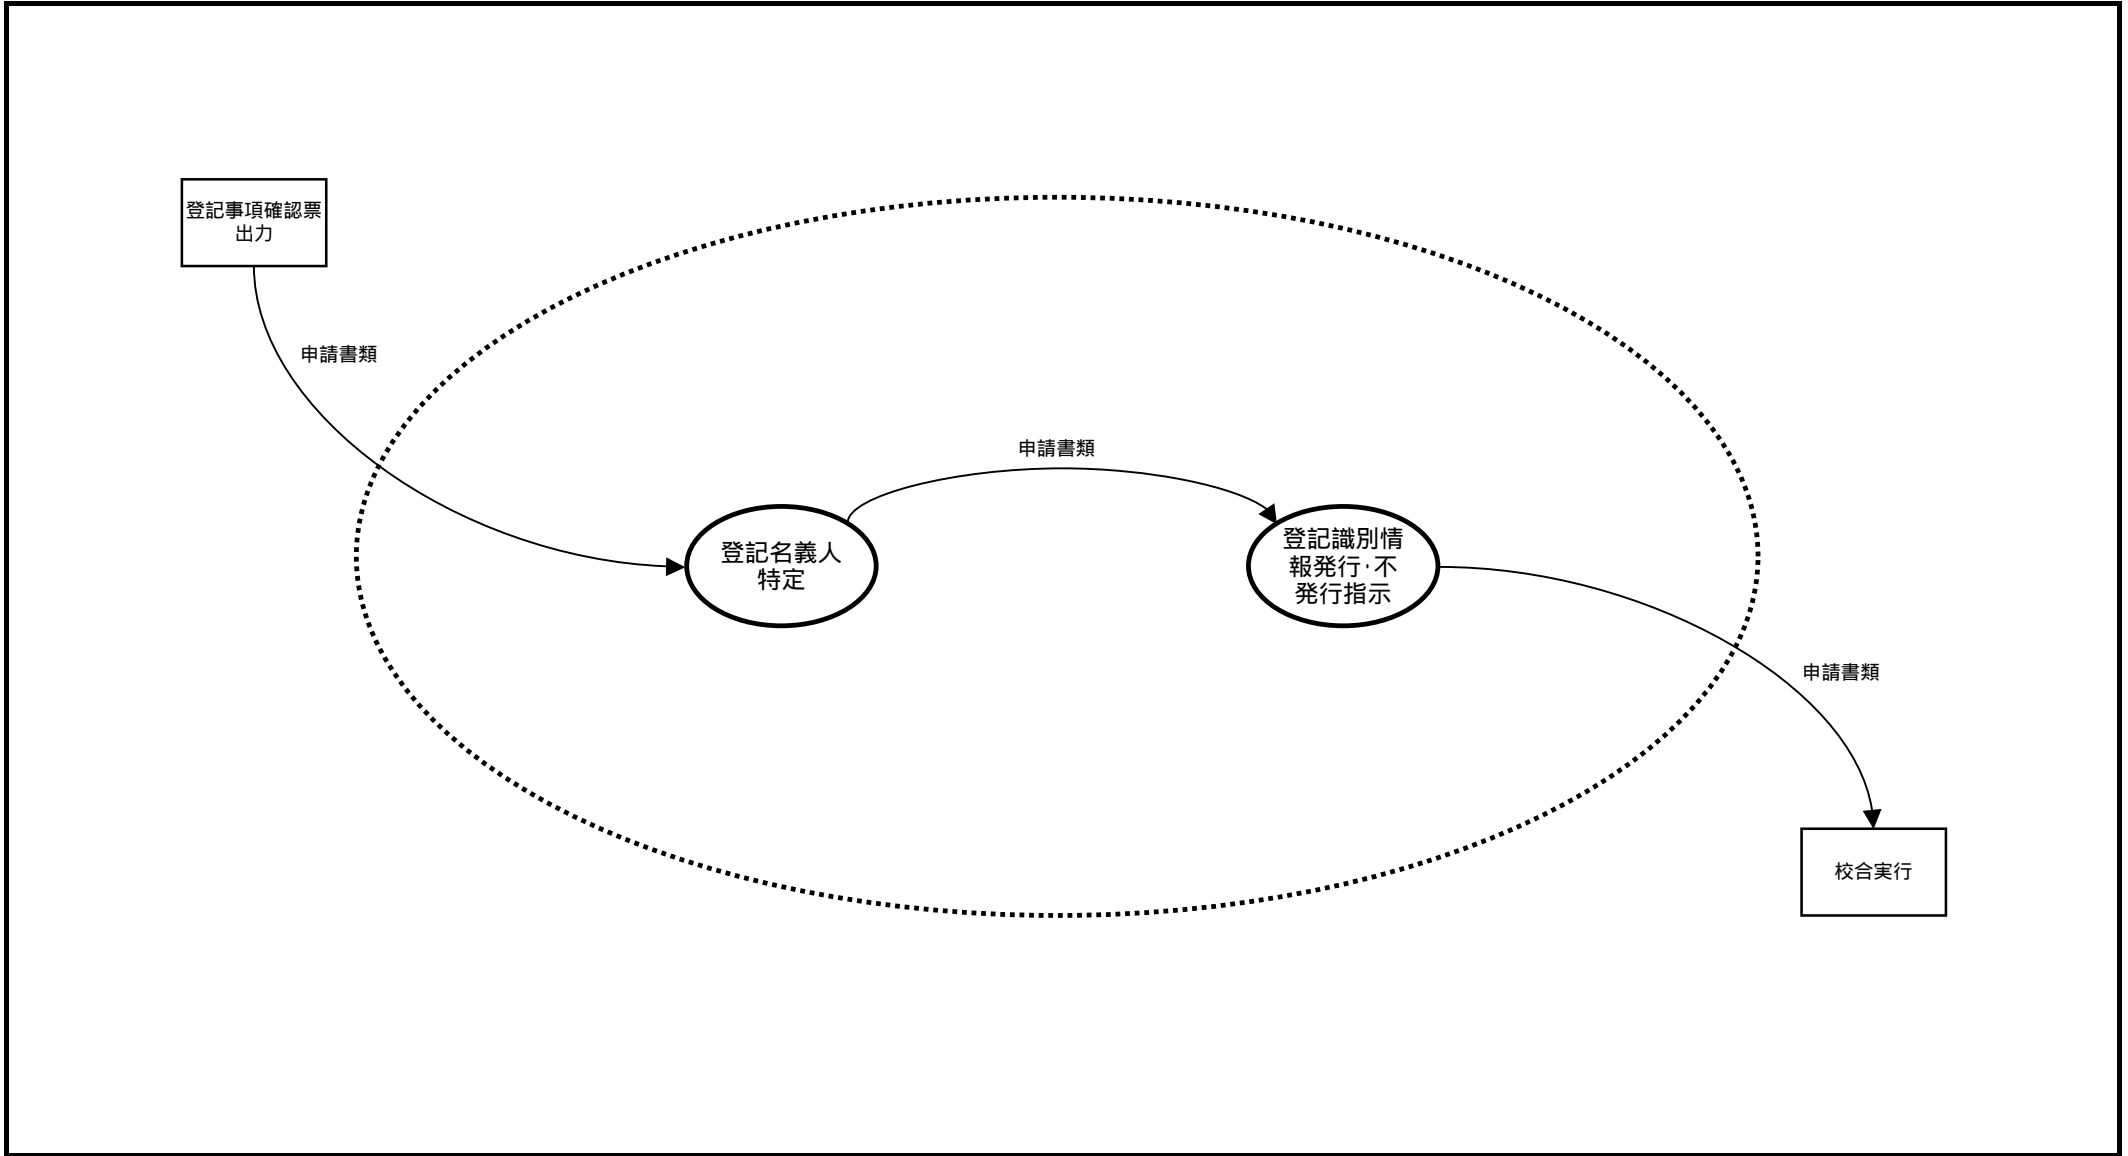 登記事項確認票
出力
申請書類
申請書類
登記名義人
特定
登記識別情
報発行·不
発行指示
申請書類
校合実行